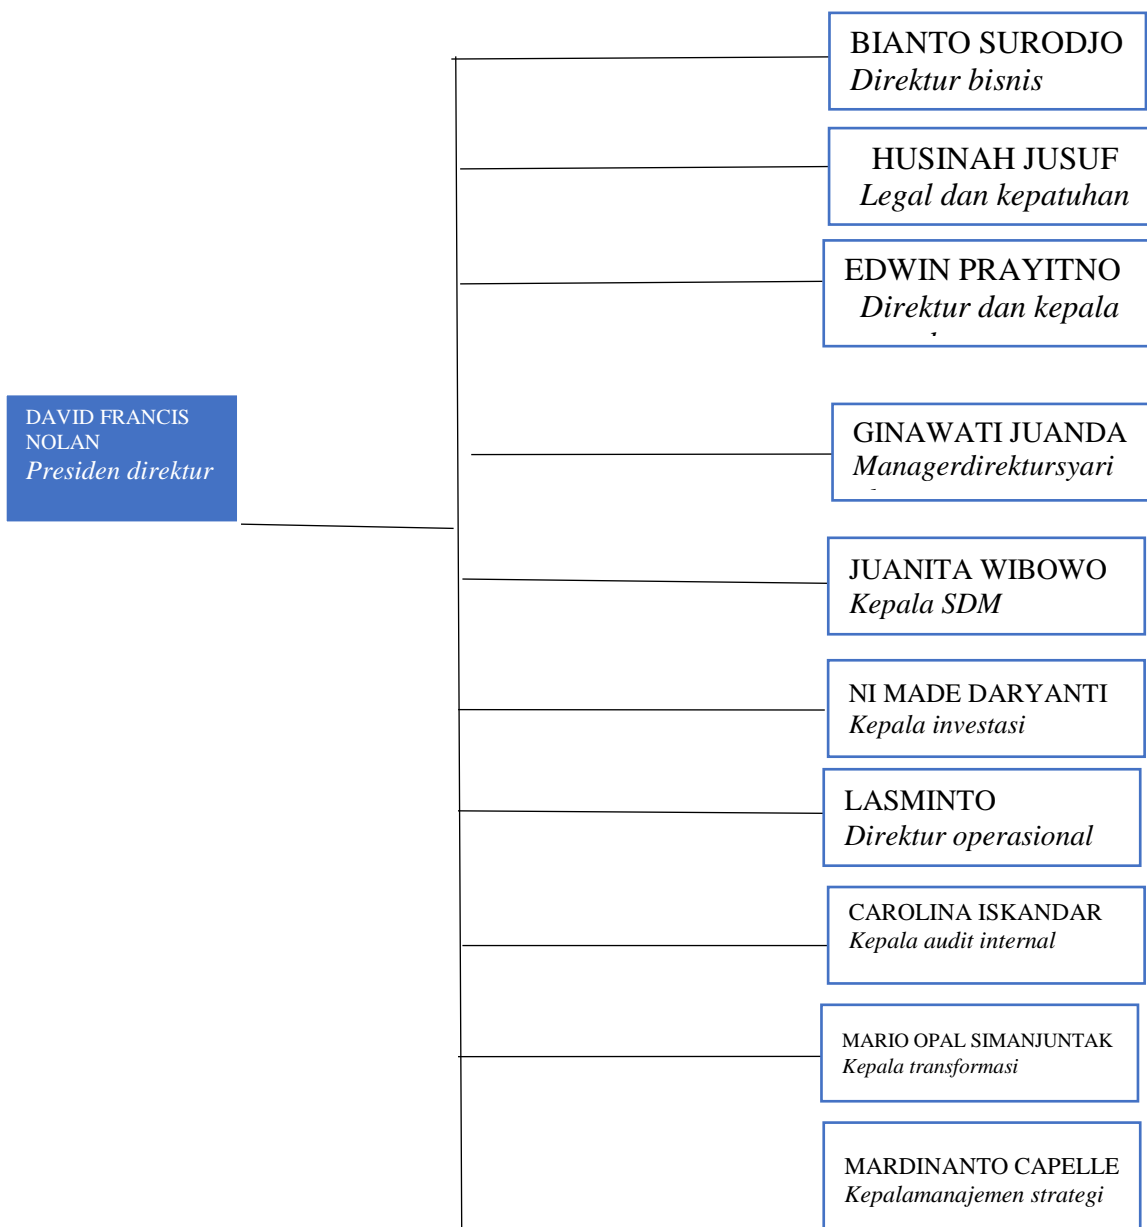 BIANTO SURODJO
Direktur bisnis
HUSINAH JUSUF
Legal dan kepatuhan
EDWIN PRAYITNO
Direktur dan kepala
DAVID FRANCIS
NOLAN
Presiden direktur
GINAWATI JUANDA
Managerdirektursyari
JUANITA WIBOWO
Kepala SDM
NI MADE DARYANTI
Kepala investasi
LASMINTO
Direktur operasional
CAROLINA ISKANDAR
Kepala audit internal
MARIO OPAL SIMANJUNTAK
Kepala transformasi
MARDINANTO CAPELLE
Kepalamanajemen strategi